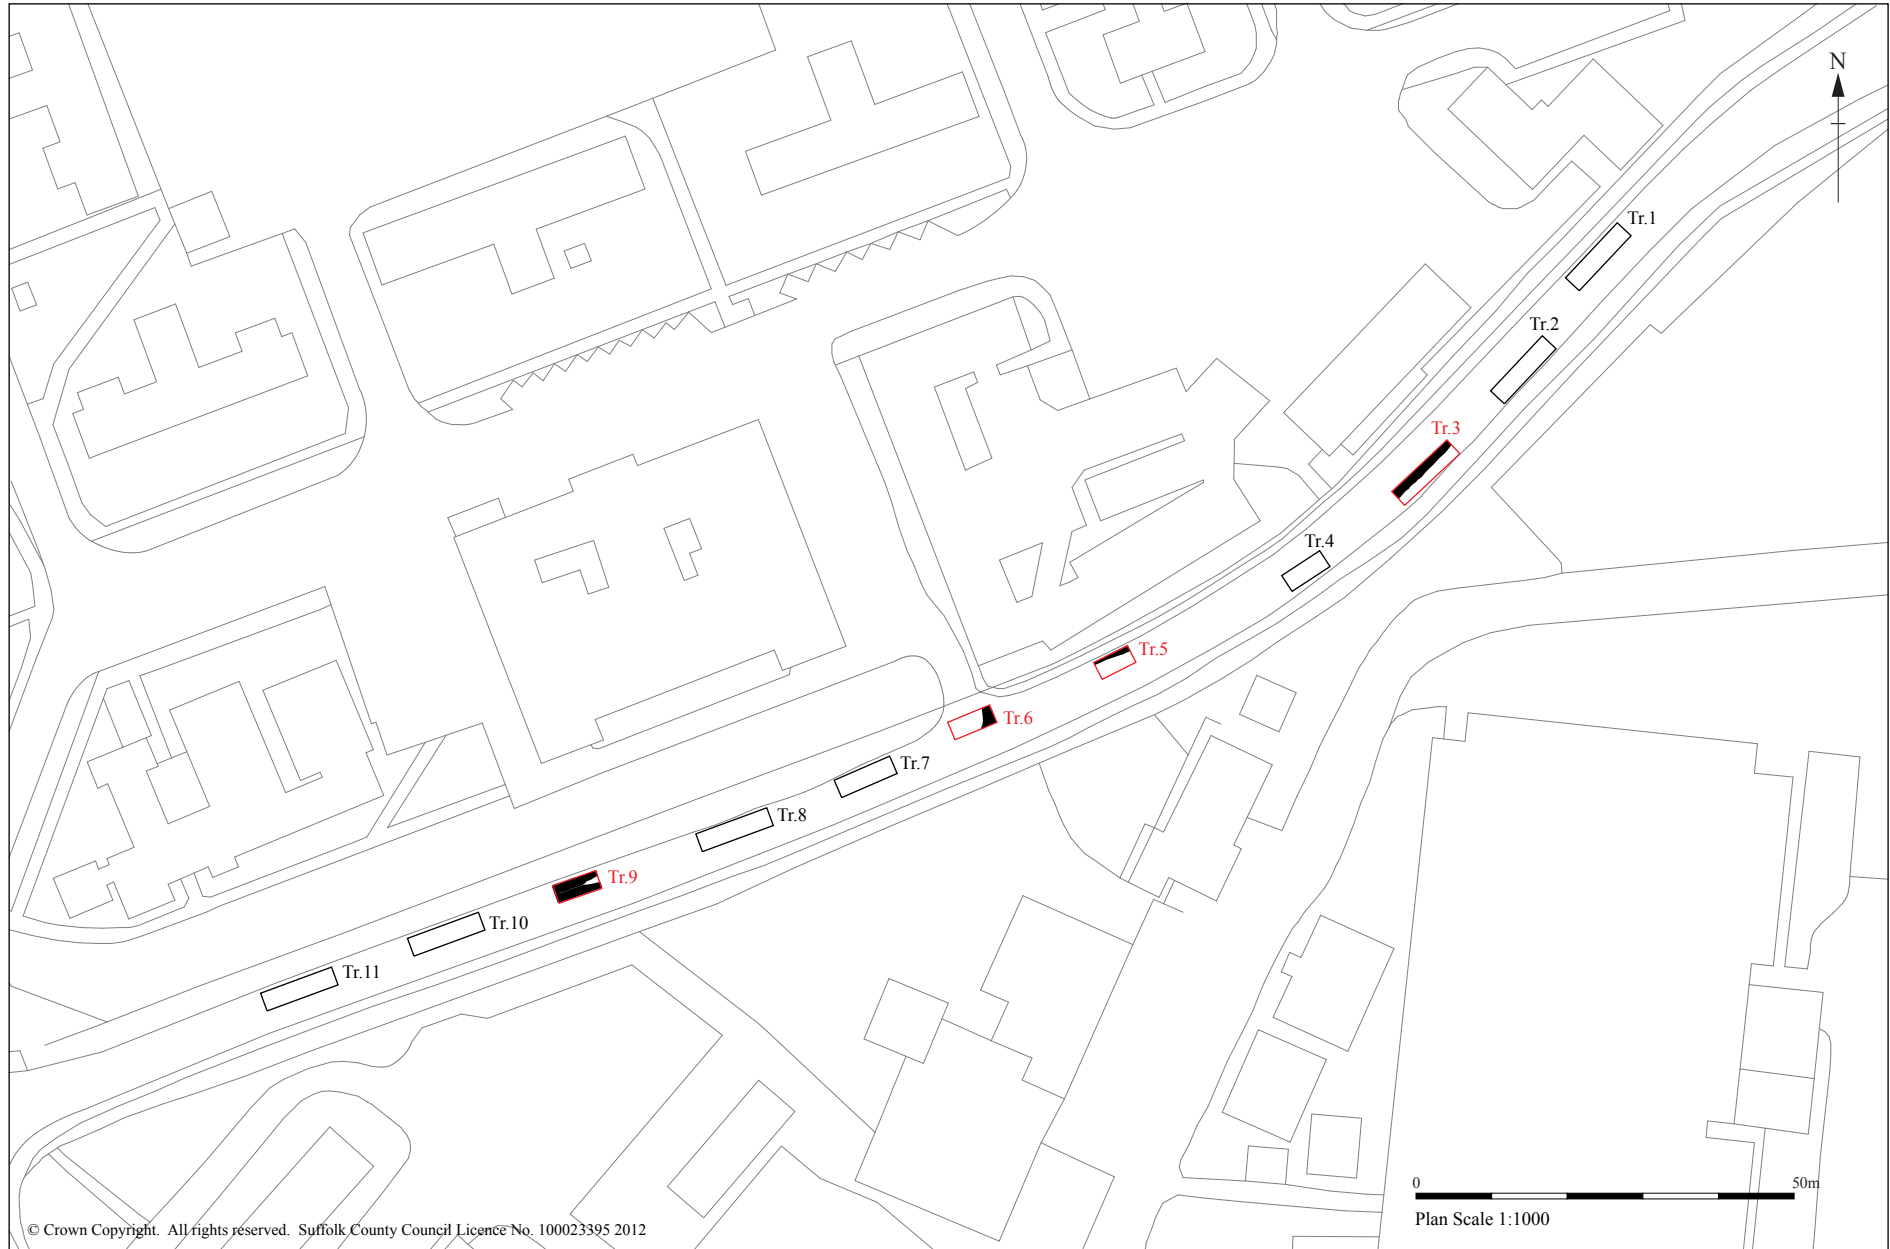 N
Tr.1
Tr.2
Tr.3
Tr.4
Tr.5
Tr.6
Tr.7
Tr.8
Tr.9
Tr.10
Tr.11
0 50m
Plan Scale 1:1000
© Crown Copyright. All rights reserved. Suffolk County Council Licence No. 100023395 2012